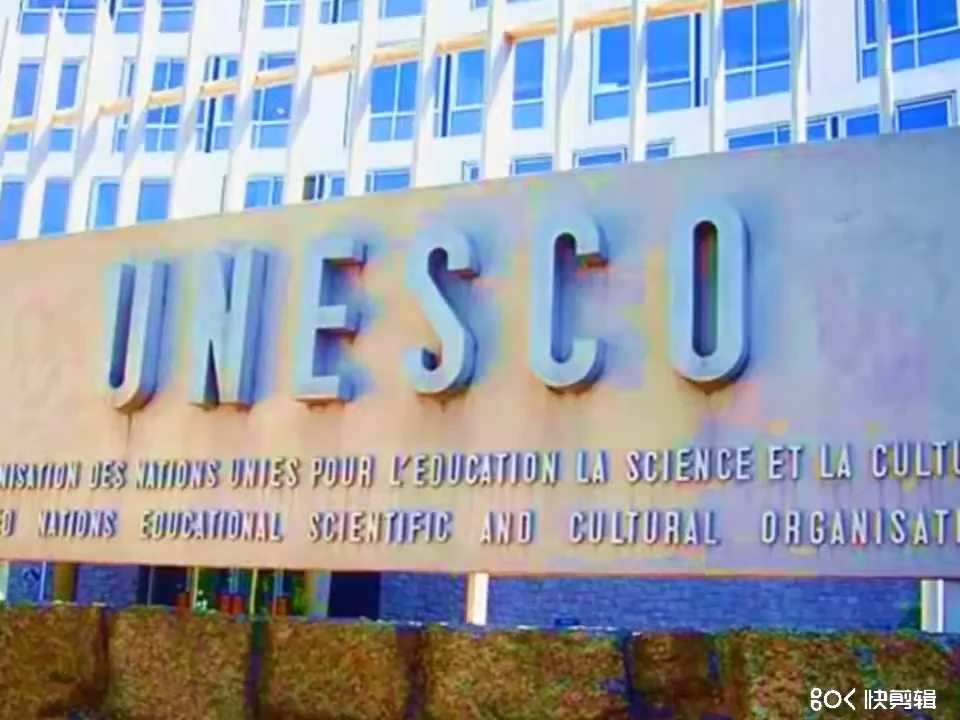 UNESCO
NISATION DES NATIONS UNIES POUR L'EDUCATION LA SCIENCE ET LA CULTU
NATIONS EDUCATIONAL SCIENTIFIC AND CULTURAL ORGANISATI
快剪辑